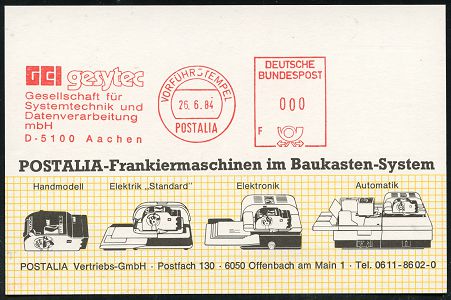 GCI gesytec
Gesellschaft für
Systemtechnik und
Datenverarbeitung
mbH
D-5100 Aachen
VORFÜHRSTEMPEL
26.6.84
POSTALIA
DEUTSCHE
BUNDESPOST
000
F
POSTALIA-Frankiermaschinen im Baukasten-System
Handmodell Elektrik „Standard" Elektronik Automatik
POSTALIA Vertriebs-GmbH · Postfach 130 · 6050 Offenbach am Main 1 · Tel. 0611-8602-0